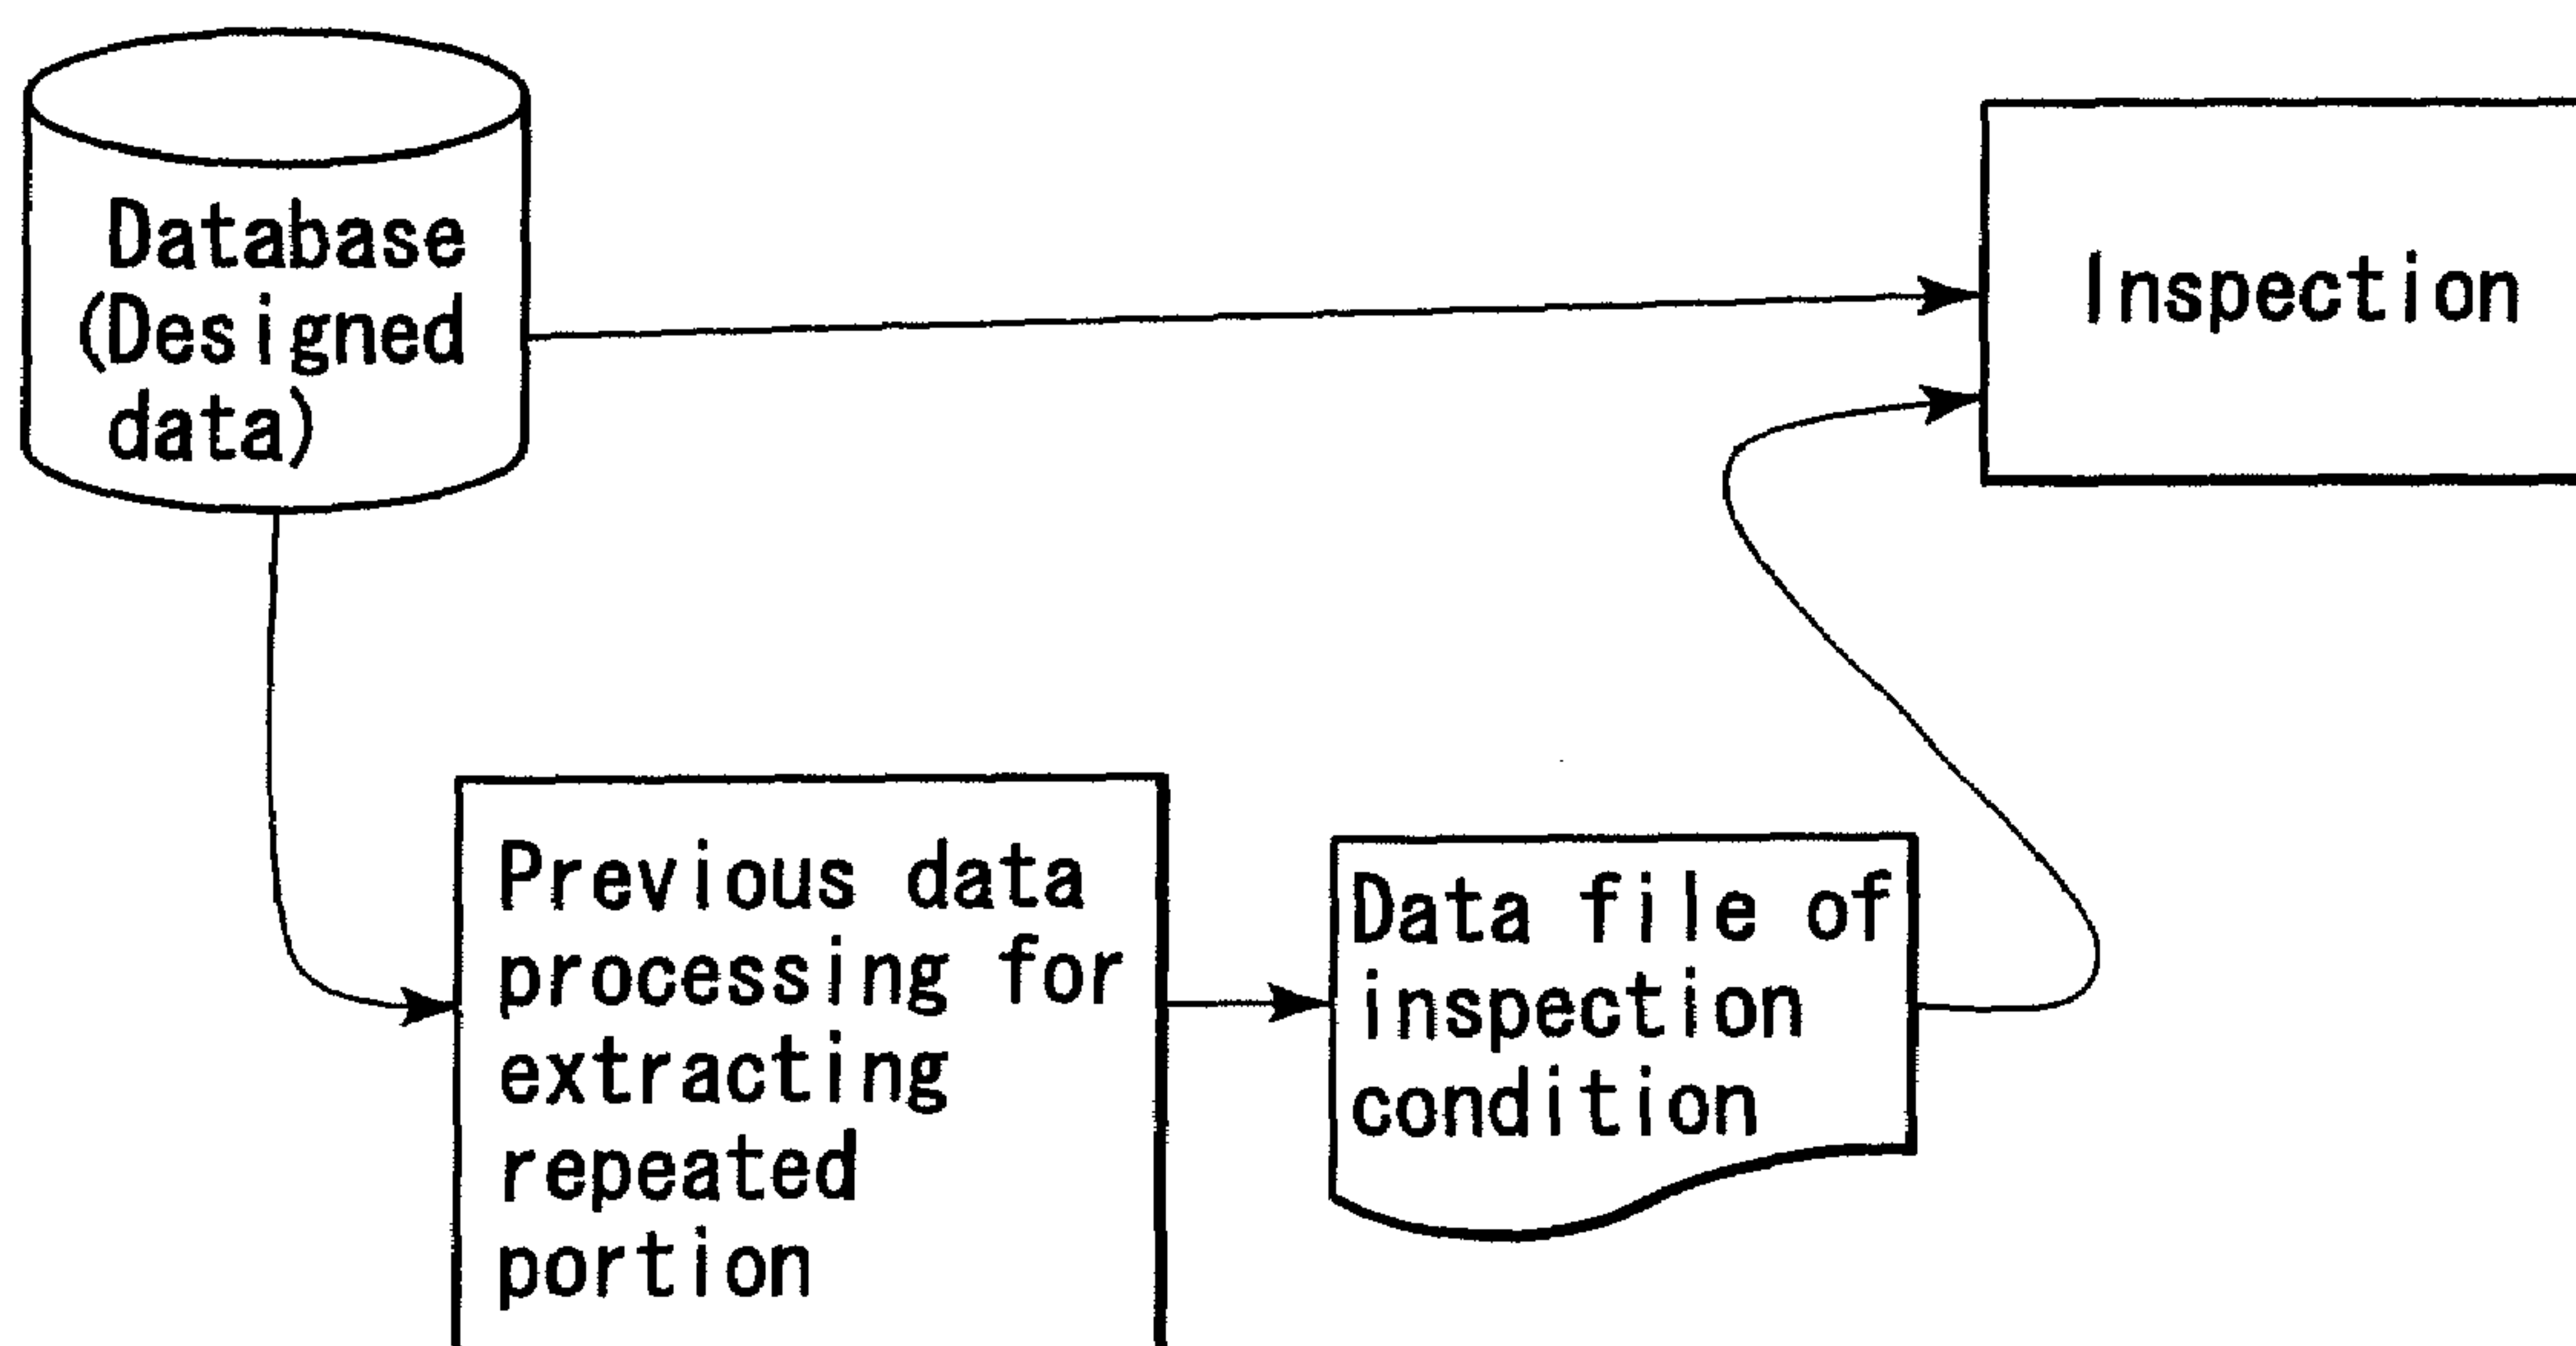 Database
(Designed
data)
Inspection
Previous data
processing for
extracting
repeated
portion
Data file of
inspection
condition